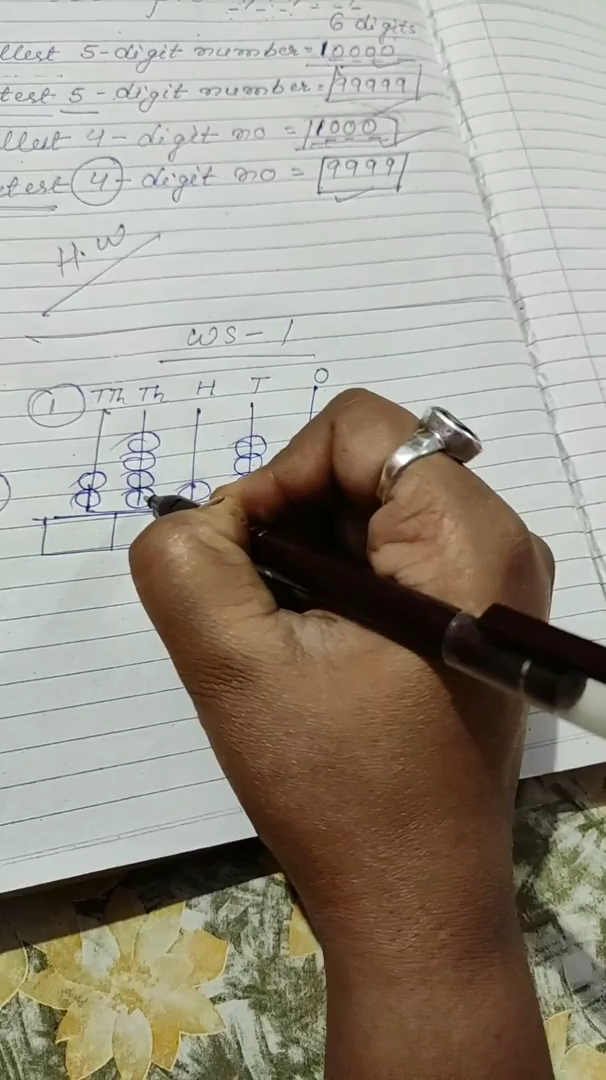 6 digits
llest 5-digit number = 10000
test 5-digit number = 99999
llest 4-digit no = 1000
test 4-digit no = 9999
H.W
WS-1
1 TTh Th H T O